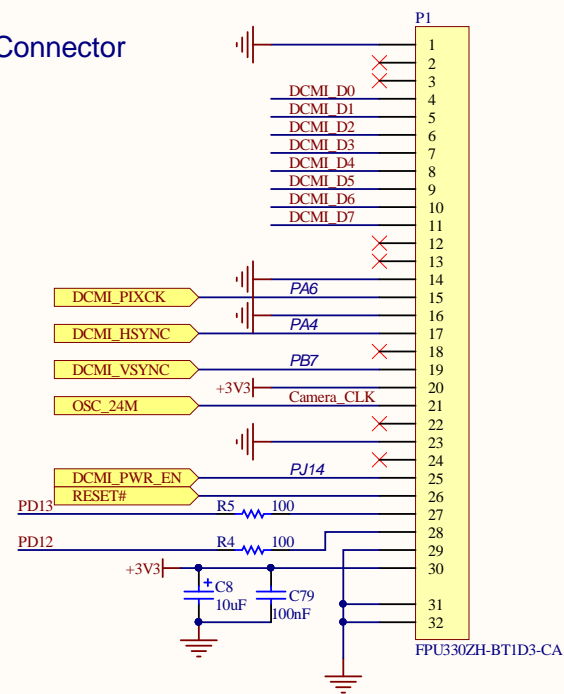 P1
Connector
1
2
3
DCMI_D0 4
DCMI_D1 5
DCMI_D2 6
DCMI_D3 7
DCMI_D4 8
DCMI_D5 9
DCMI_D6 10
DCMI_D7 11
12
13
14
DCMI_PIXCK PA6 15
16
DCMI_HSYNC PA4 17
18
DCMI_VSYNC PB7 19
+3V3 20
OSC_24M Camera_CLK 21
22
23
24
DCMI_PWR_EN PJ14 25
RESET# 26
PD13 R5 100 27
28
PD12 R4 100 29
+3V3 30
+ C8 C79
10uF 100nF 31
32
FPU330ZH-BT1D3-CA